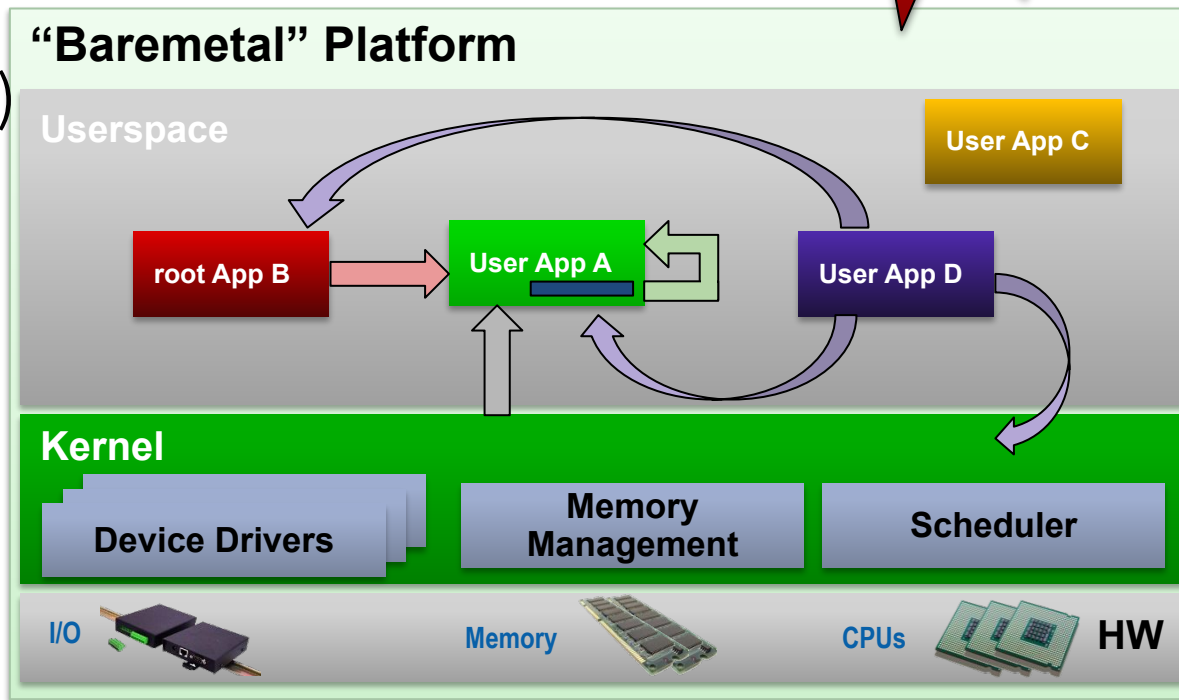 “Baremetal” Platform
)
Userspace
User App C
root App B
User App A
User App D
Kernel
Device Drivers
Memory
Management
Scheduler
I/O
Memory
CPUs
HW